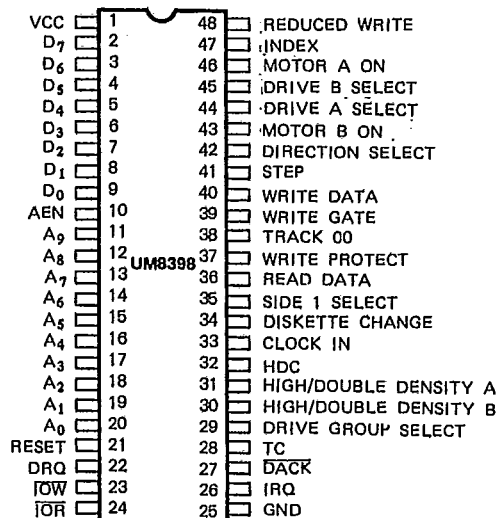 VCC 1 48 REDUCED WRITE
D7 2 47 INDEX
D6 3 46 MOTOR A ON
D5 4 45 DRIVE B SELECT
D4 5 44 DRIVE A SELECT
D3 6 43 MOTOR B ON
D2 7 42 DIRECTION SELECT
D1 8 41 STEP
D0 9 40 WRITE DATA
AEN 10 39 WRITE GATE
A9 11 38 TRACK 00
A8 12 37 WRITE PROTECT
UM8398
A7 13 36 READ DATA
A6 14 35 SIDE 1 SELECT
A5 15 34 DISKETTE CHANGE
A4 16 33 CLOCK IN
A3 17 32 HDC
A2 18 31 HIGH/DOUBLE DENSITY A
A1 19 30 HIGH/DOUBLE DENSITY B
A0 20 29 DRIVE GROUP SELECT
RESET 21 28 TC
DRQ 22 27 DACK
IOW 23 26 IRQ
IOR 24 25 GND